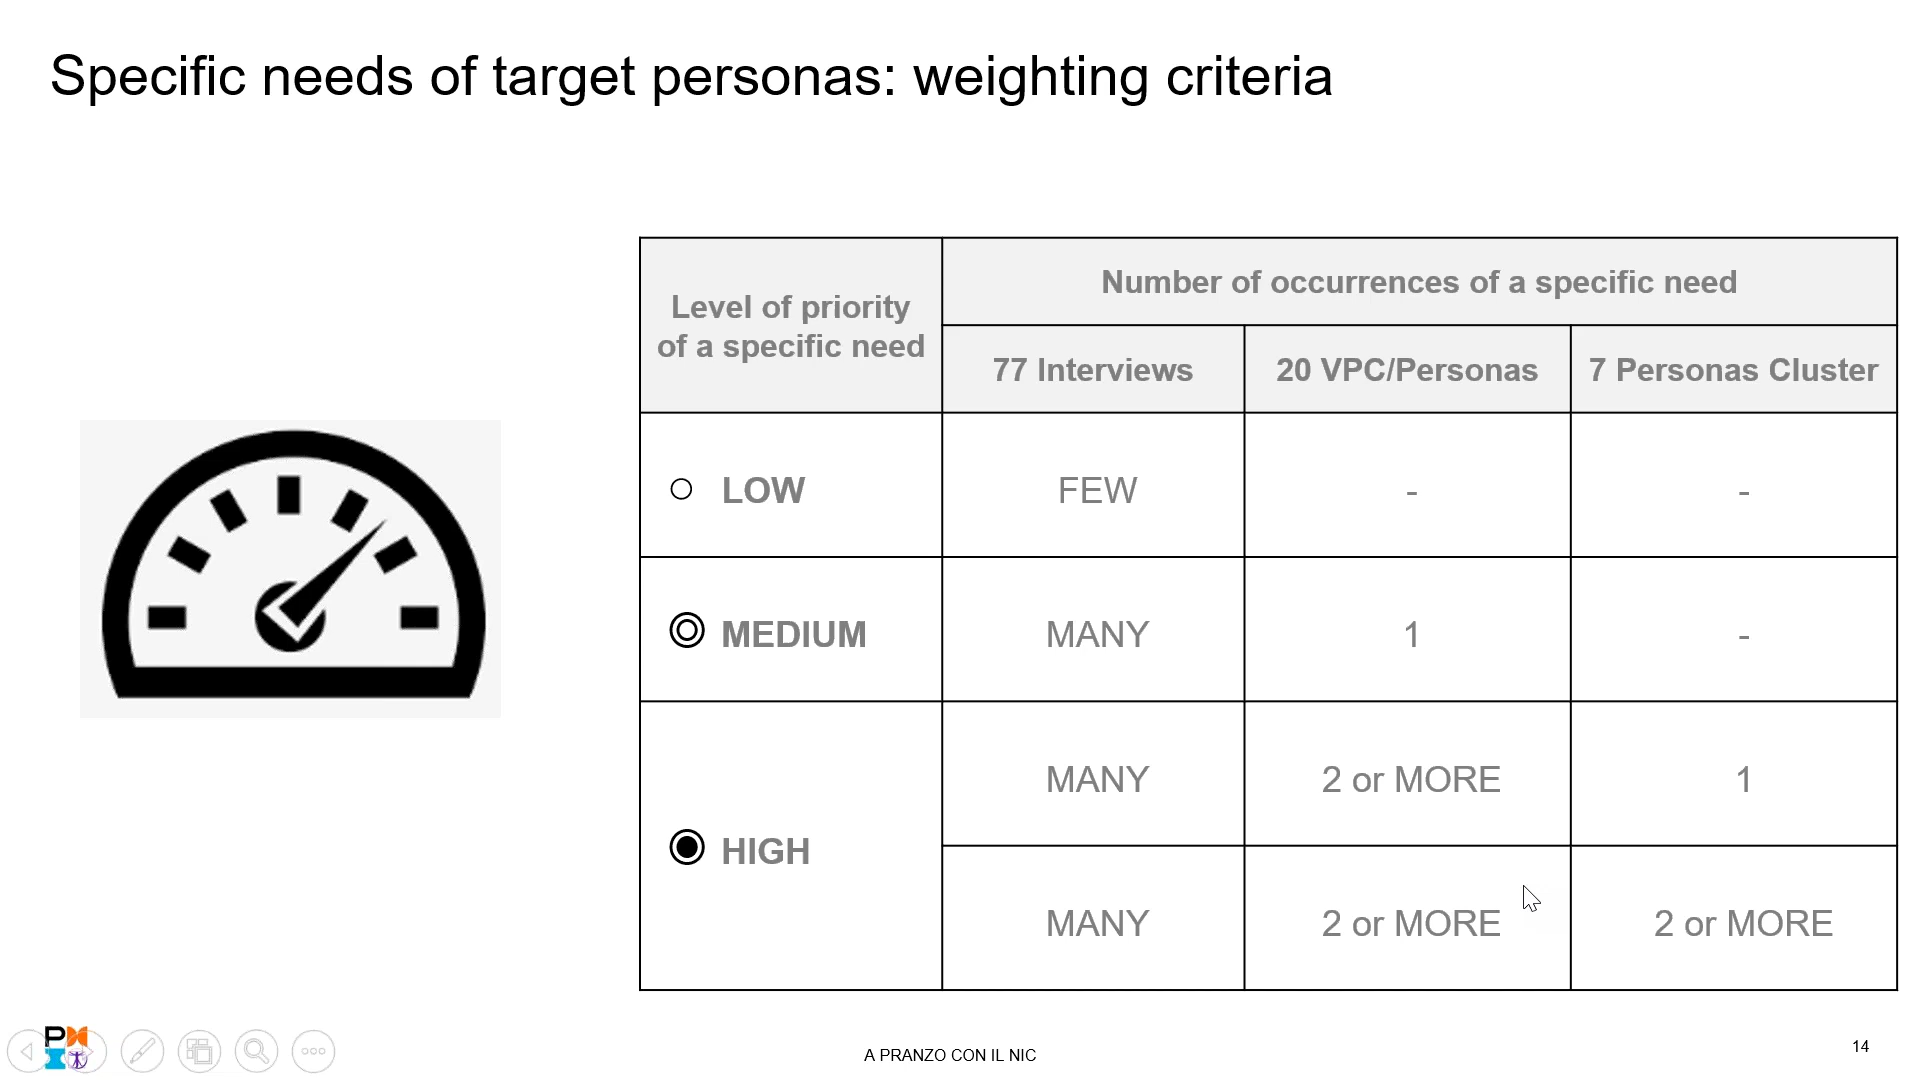 Specific needs of target personas: weighting criteria
Level of priority
of a specific need
Number of occurrences of a specific need
77 Interviews
20 VPC/Personas
7 Personas Cluster
LOW
FEW
-
-
MEDIUM
MANY
1
-
HIGH
MANY
2 or MORE
1
MANY
2 or MORE
2 or MORE
A PRANZO CON IL NIC
14